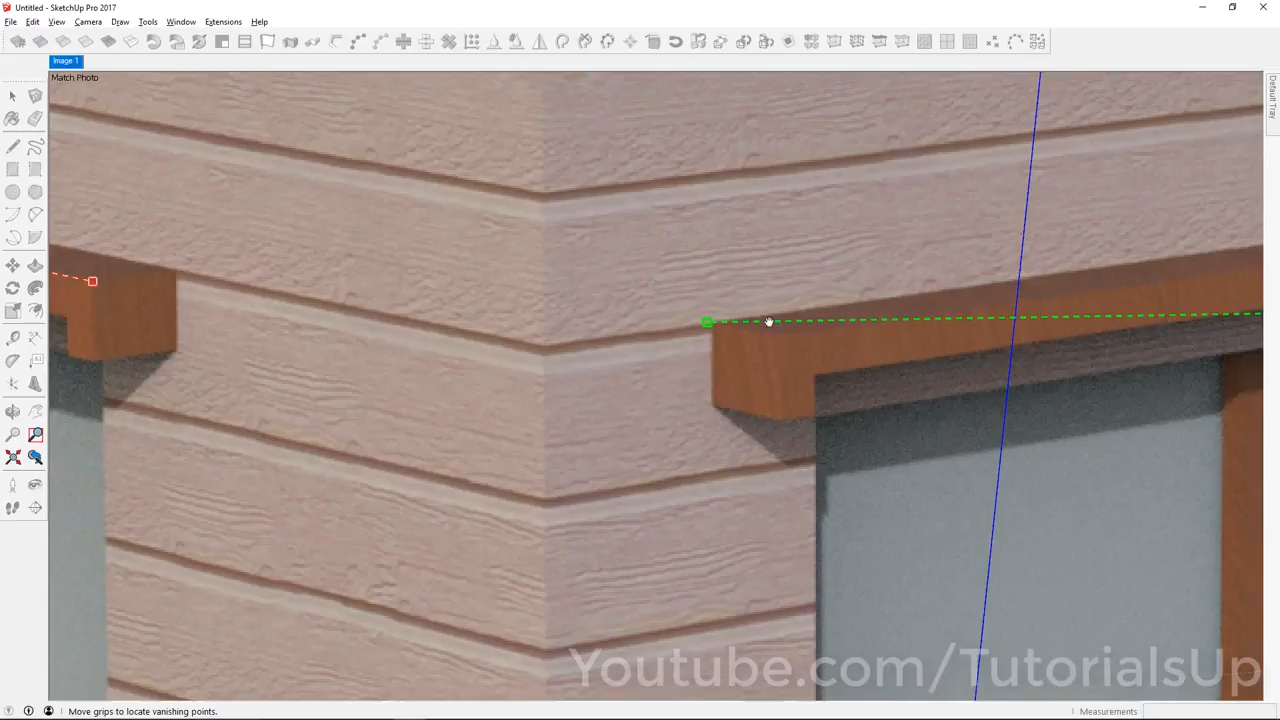 Untitled - SketchUp Pro 2017
File Edit View Camera Draw Tools Window Extensions Help
Image 1
Match Photo
Default Tray
Youtube.com/TutorialsUp
Move grips to locate vanishing points.
Measurements